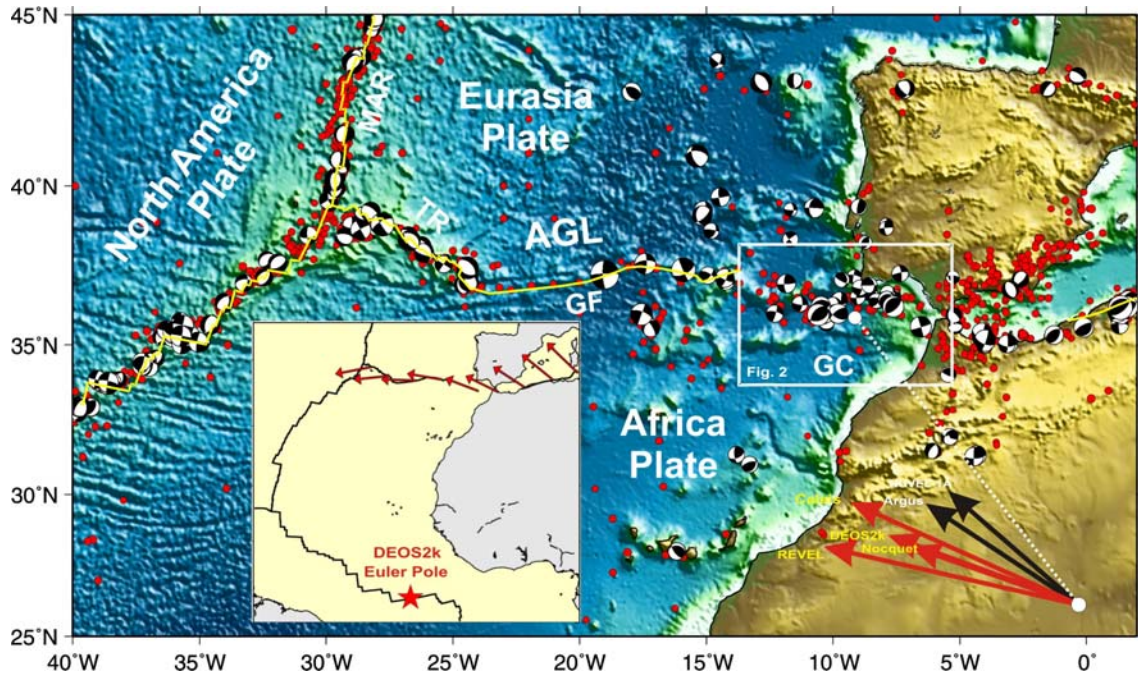 45˚N
40˚N
35˚N
30˚N
25˚N
North America
Plate
MAR
Eurasia
Plate
TR
AGL
GF
Fig. 2
GC
Africa
Plate
DEOS2k
Euler Pole
Argus
DEOS2k
Nocquet
REVEL
40˚W
35˚W
30˚W
25˚W
20˚W
15˚W
10˚W
5˚W
0˚